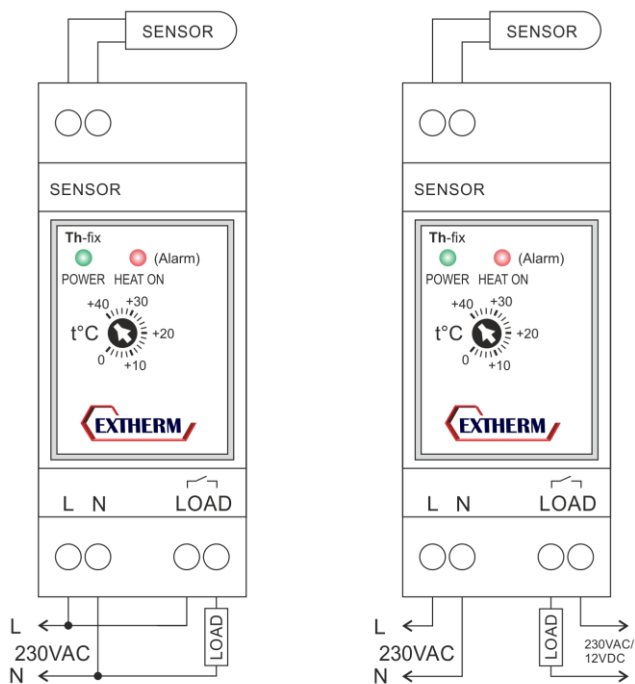 SENSOR
SENSOR
Th-fix
(Alarm)
POWER HEAT ON
+40 +30
t°C +20
0 +10
EXTHERM
L N LOAD
L
230VAC LOAD
N
SENSOR
SENSOR
Th-fix
(Alarm)
POWER HEAT ON
+40 +30
t°C +20
0 +10
EXTHERM
L N LOAD
L
230VAC LOAD 230VAC/
12VDC
N